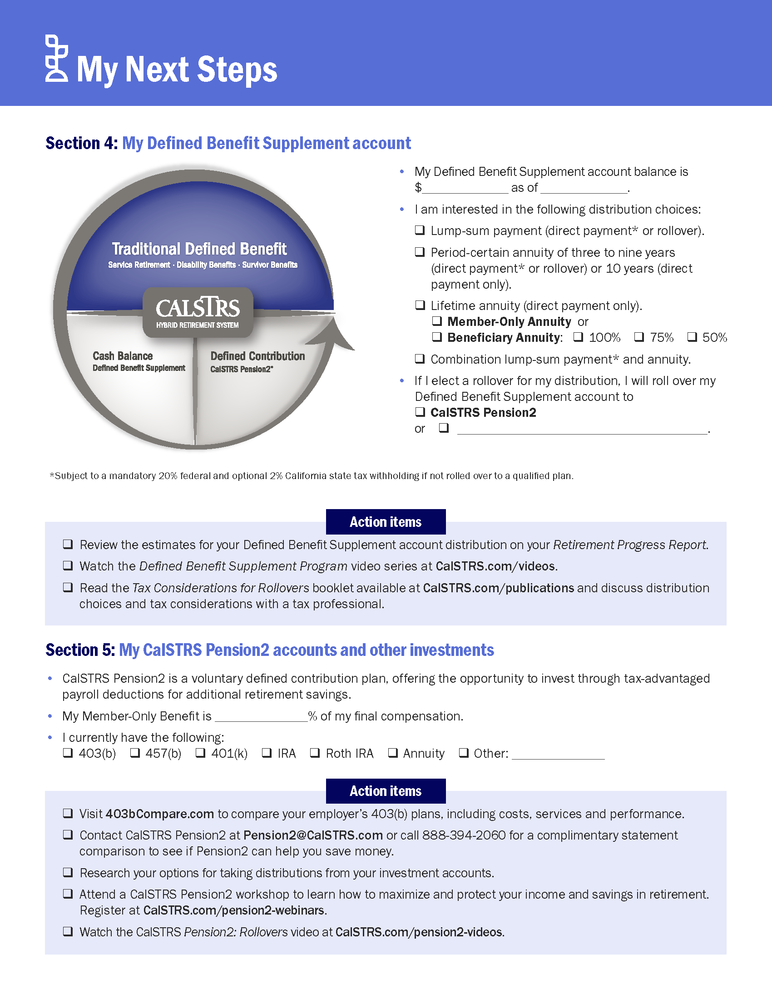 My Next Steps
Section 4: My Defined Benefit Supplement account
Traditional Defined Benefit
Service Retirement · Disability Benefits · Survivor Benefits
CALSTRS
HYBRID RETIREMENT SYSTEM
Cash Balance
Defined Benefit Supplement
Defined Contribution
CalSTRS Pension2®
• My Defined Benefit Supplement account balance is
$______________ as of ______________.
• I am interested in the following distribution choices:
❑ Lump-sum payment (direct payment* or rollover).
❑ Period-certain annuity of three to nine years
(direct payment* or rollover) or 10 years (direct
payment only).
❑ Lifetime annuity (direct payment only).
❑ Member-Only Annuity or
❑ Beneficiary Annuity: ❑ 100% ❑ 75% ❑ 50%
❑ Combination lump-sum payment* and annuity.
• If I elect a rollover for my distribution, I will roll over my
Defined Benefit Supplement account to
❑ CalSTRS Pension2
or ❑ ________________________________________.
*Subject to a mandatory 20% federal and optional 2% California state tax withholding if not rolled over to a qualified plan.
Action items
❑ Review the estimates for your Defined Benefit Supplement account distribution on your Retirement Progress Report.
❑ Watch the Defined Benefit Supplement Program video series at CalSTRS.com/videos.
❑ Read the Tax Considerations for Rollovers booklet available at CalSTRS.com/publications and discuss distribution
choices and tax considerations with a tax professional.
Section 5: My CalSTRS Pension2 accounts and other investments
• CalSTRS Pension2 is a voluntary defined contribution plan, offering the opportunity to invest through tax-advantaged
payroll deductions for additional retirement savings.
• My Member-Only Benefit is _______________% of my final compensation.
• I currently have the following:
❑ 403(b) ❑ 457(b) ❑ 401(k) ❑ IRA ❑ Roth IRA ❑ Annuity ❑ Other: _______________
Action items
❑ Visit 403bCompare.com to compare your employer’s 403(b) plans, including costs, services and performance.
❑ Contact CalSTRS Pension2 at Pension2@CalSTRS.com or call 888-394-2060 for a complimentary statement
comparison to see if Pension2 can help you save money.
❑ Research your options for taking distributions from your investment accounts.
❑ Attend a CalSTRS Pension2 workshop to learn how to maximize and protect your income and savings in retirement.
Register at CalSTRS.com/pension2-webinars.
❑ Watch the CalSTRS Pension2: Rollovers video at CalSTRS.com/pension2-videos.